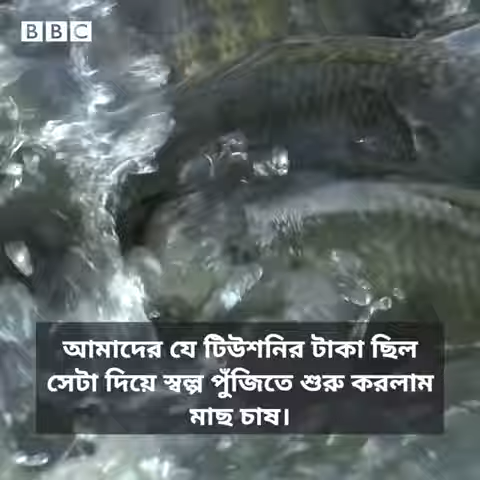 BBC
আমাদের যে টিউশনির টাকা ছিল
সেটা দিয়ে স্বল্প পুঁজিতে শুরু করলাম
মাছ চাষ।